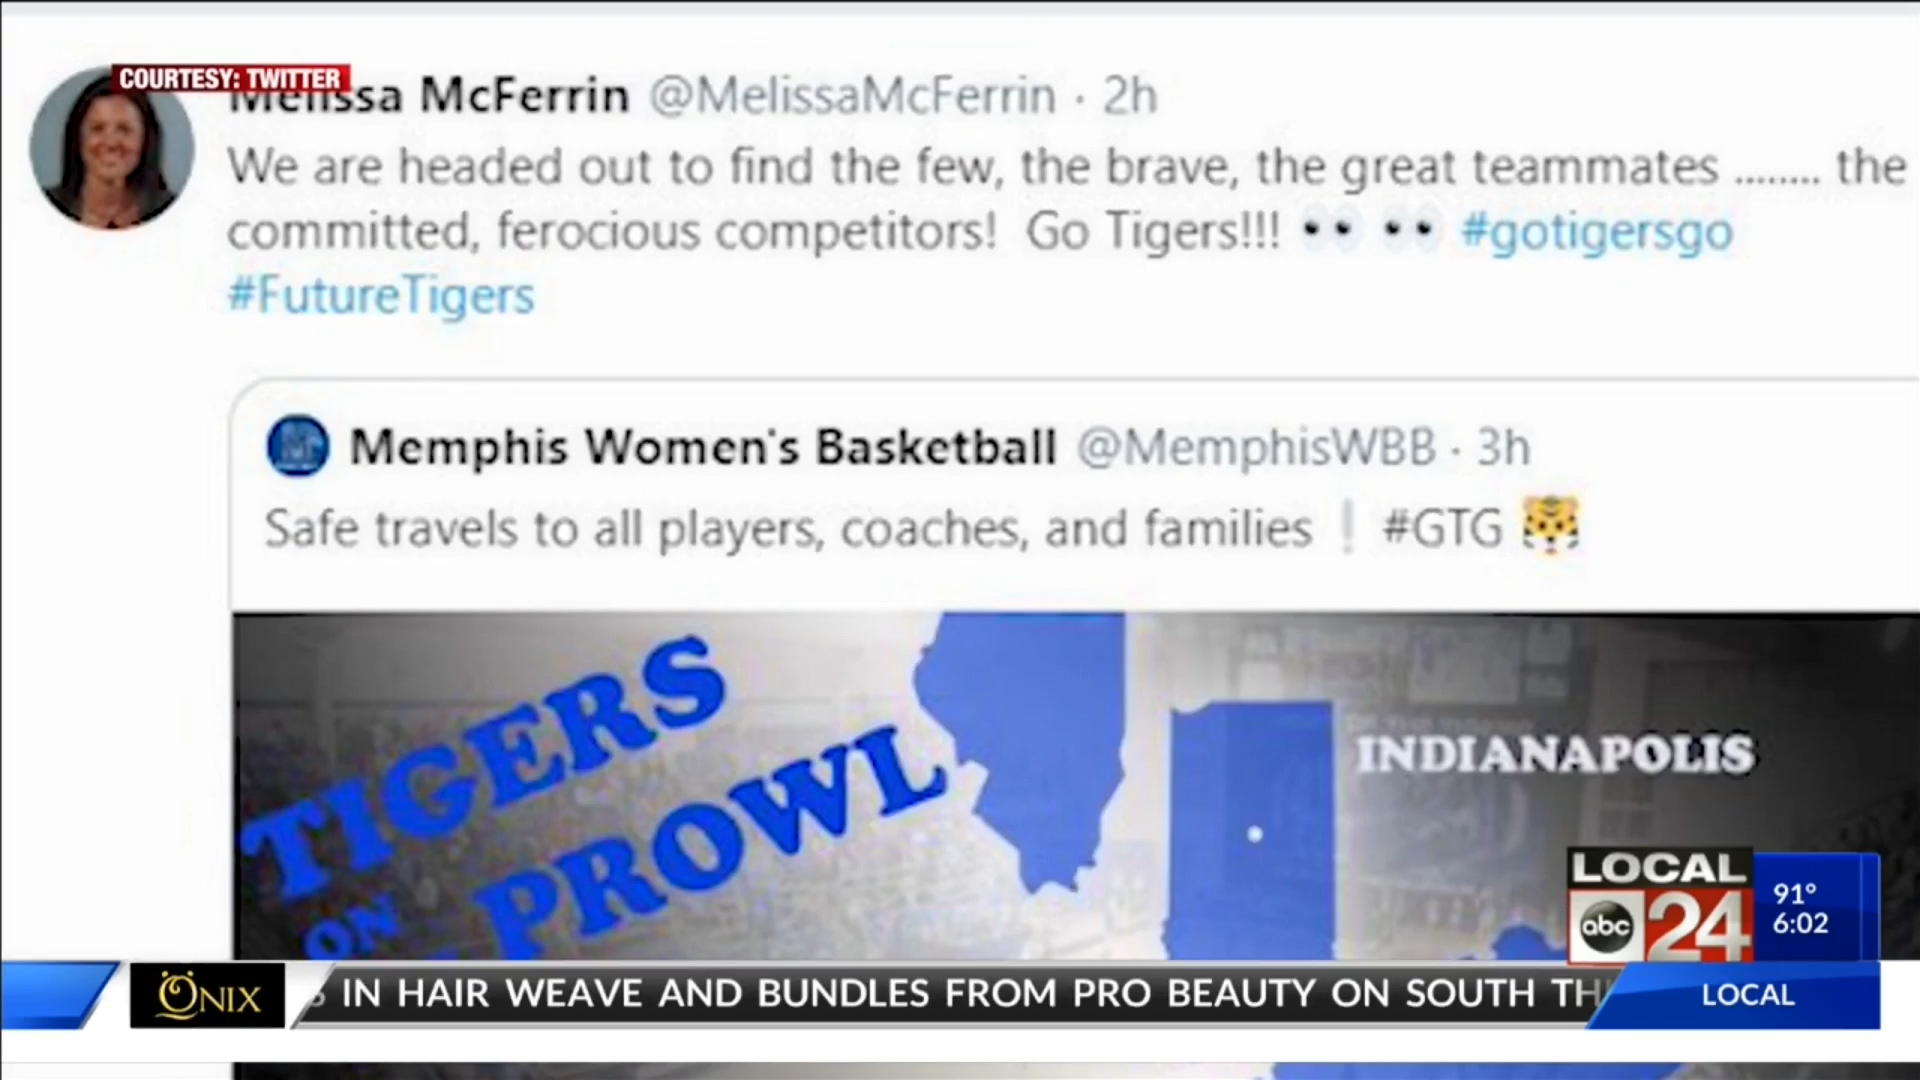 COURTESY: TWITTER
Melissa McFerrin @MelissaMcFerrin · 2h
We are headed out to find the few, the brave, the great teammates ........ the
committed, ferocious competitors! Go Tigers!!! 👀 👀 #gotigersgo
#FutureTigers
Memphis Women's Basketball @MemphisWBB · 3h
Safe travels to all players, coaches, and families❕ #GTG 🐯
TIGERS
ON
PROWL
INDIANAPOLIS
LOCAL
abc 24
91°
6:02
ÖNIX
IN HAIR WEAVE AND BUNDLES FROM PRO BEAUTY ON SOUTH
LOCAL